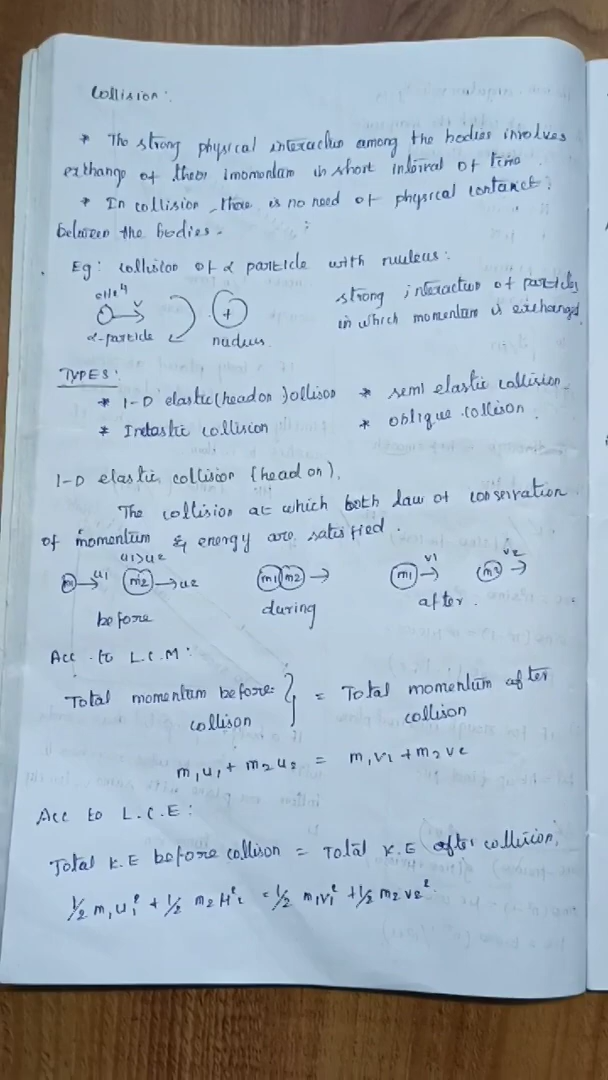 Collision:
* The strong physical interaction among the bodies involves
exchange of their imomentum in short interval of time.
* In collision, there is no need of physical contanct.
between the bodies.
Eg: collision of α particle with nucleus:
v
α-particle
+
nucleus
strong interaction of particles
in which momentum is exchanged
TYPES:
* 1-D elastic (head on) ollison * semi elastic collision.
* Inelastic collision * oblique collison.
1-D elastic collision (head on).
The collision at which both law of conservation
of momentum & energy are satisfied.
u1>u2
m1 → u1 m2 → u2 m1 m2 → m1 → v1 m2 → v2
before during after.
Acc to L.C.M:
Total momentum before collision } = Total momentum after collision
m1u1 + m2u2 = m1v1 + m2v2
Acc to L.C.E:
Total K.E before collison = Total K.E after collision,
1/2 m1u1² + 1/2 m2u2² = 1/2 m1v1² + 1/2 m2v2²